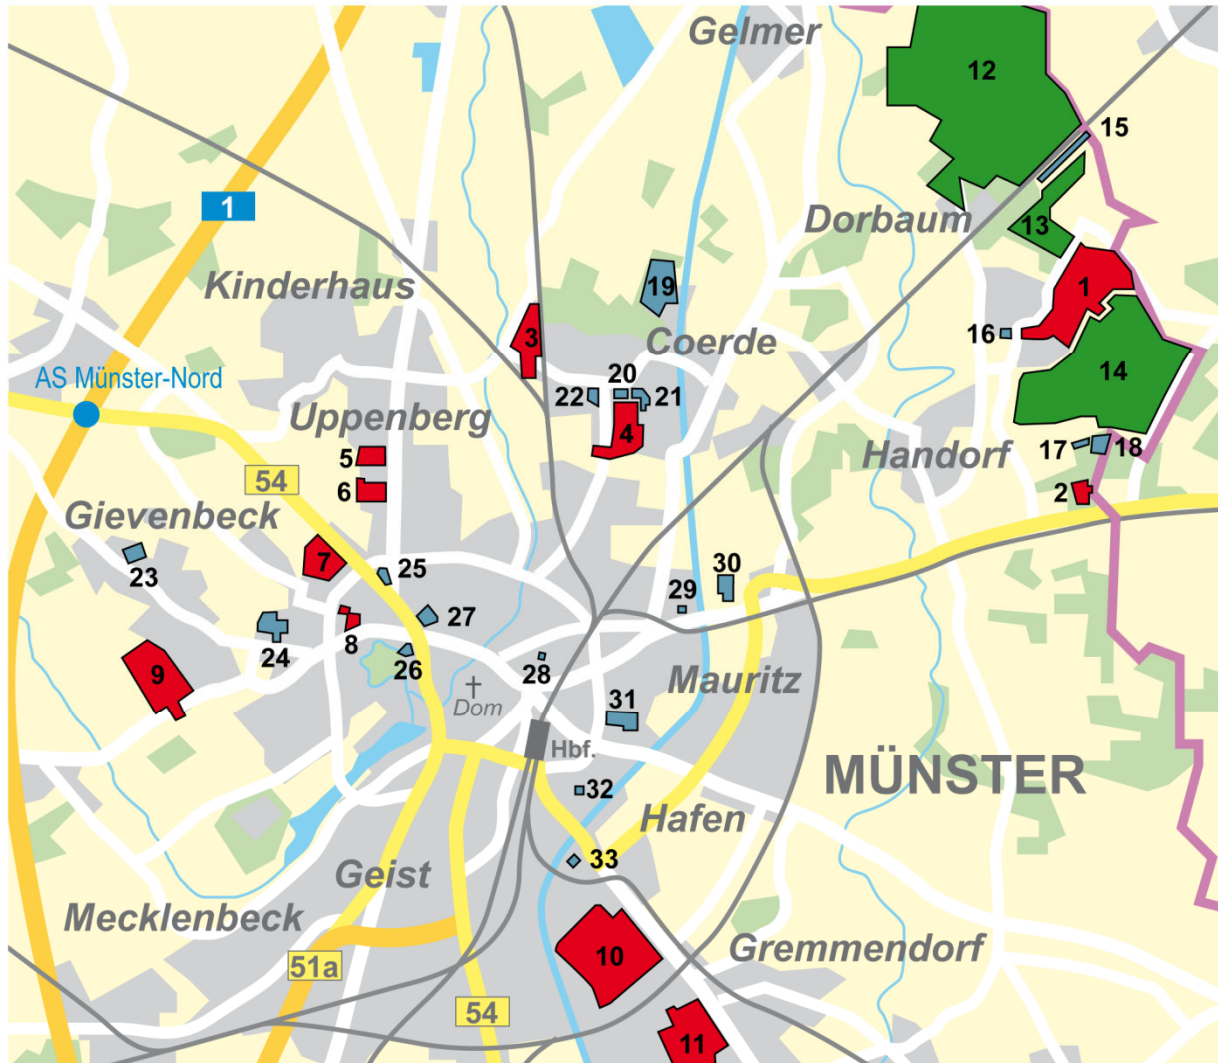 Gelmer
12
15
1
Dorbaum
13
Kinderhaus
19
1
16
3
Coerde
AS Münster-Nord
14
20
22
21
Uppenberg
4
5
Handorf
17
18
54
6
2
Gievenbeck
7
25
30
23
29
27
8
24
26
28
9
Mauritz
Dom
31
Hbf.
MÜNSTER
32
Hafen
33
Geist
Mecklenbeck
10
Gremmendorf
51a
54
11